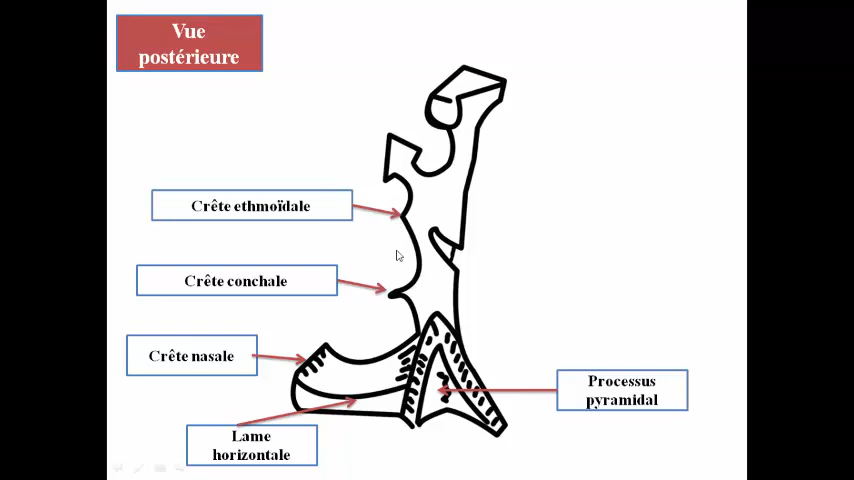 Vue
postérieure
Crête ethmoïdale
Crête conchale
Crête nasale
Processus
pyramidal
Lame
horizontale